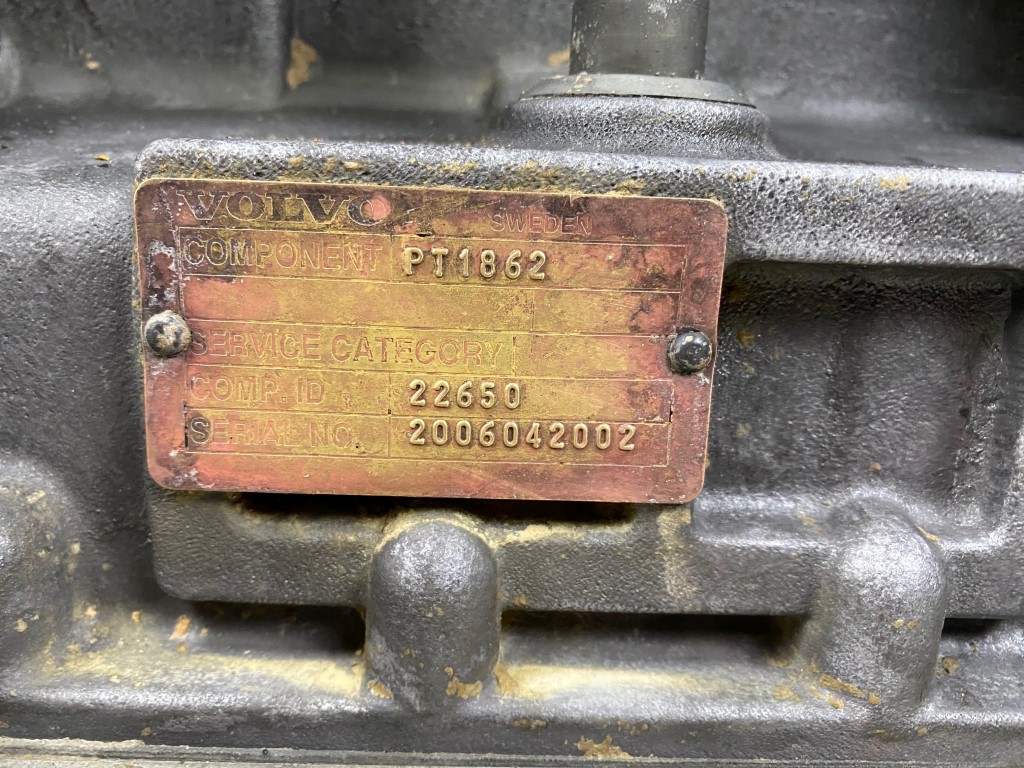 VOLVO SWEDEN
COMPONENT PT1862
SERVICE CATEGORY
COMP. ID 22650
SERIAL NO. 2006042002